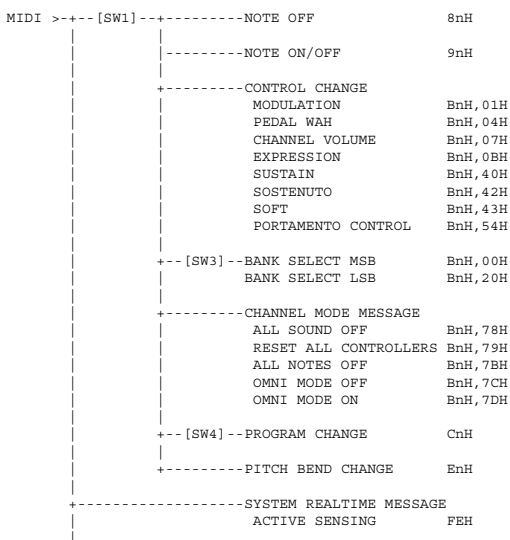 MIDI >-+--[SW1]--+---------NOTE OFF                8nH
       |         |
       |         |---------NOTE ON/OFF             9nH
       |         |
       |         +---------CONTROL CHANGE
       |         |          MODULATION             BnH,01H
       |         |          PEDAL WAH              BnH,04H
       |         |          CHANNEL VOLUME         BnH,07H
       |         |          EXPRESSION             BnH,0BH
       |         |          SUSTAIN                BnH,40H
       |         |          SOSTENUTO              BnH,42H
       |         |          SOFT                   BnH,43H
       |         |          PORTAMENTO CONTROL     BnH,54H
       |         |
       |         +--[SW3]--BANK SELECT MSB         BnH,00H
       |         |         BANK SELECT LSB         BnH,20H
       |         |
       |         +---------CHANNEL MODE MESSAGE
       |         |          ALL SOUND OFF          BnH,78H
       |         |          RESET ALL CONTROLLERS  BnH,79H
       |         |          ALL NOTES OFF          BnH,7BH
       |         |          OMNI MODE OFF          BnH,7CH
       |         |          OMNI MODE ON           BnH,7DH
       |         |
       |         +--[SW4]--PROGRAM CHANGE          CnH
       |         |
       |         +---------PITCH BEND CHANGE       EnH
       |
       +-------------------SYSTEM REALTIME MESSAGE
       |                    ACTIVE SENSING         FEH
       |